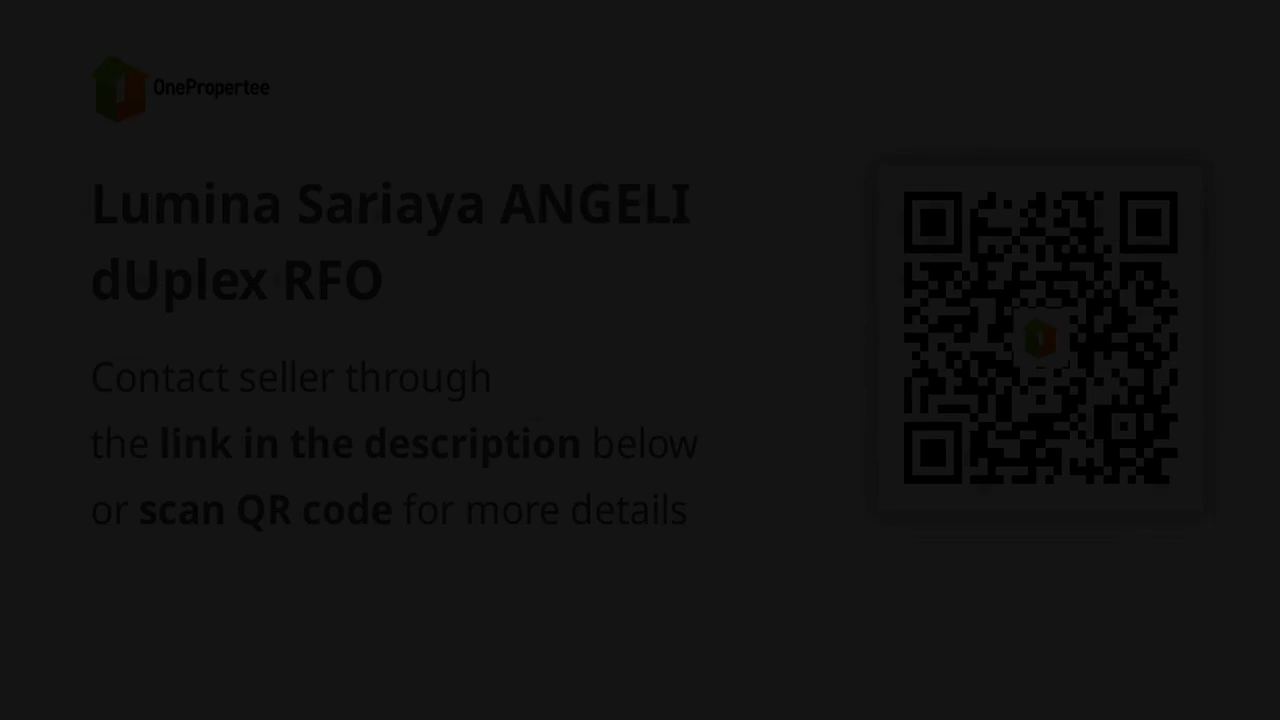 OnePropertee
Lumina Sariaya ANGELI
dUplex RFO
Contact seller through
the link in the description below
or scan QR code for more details